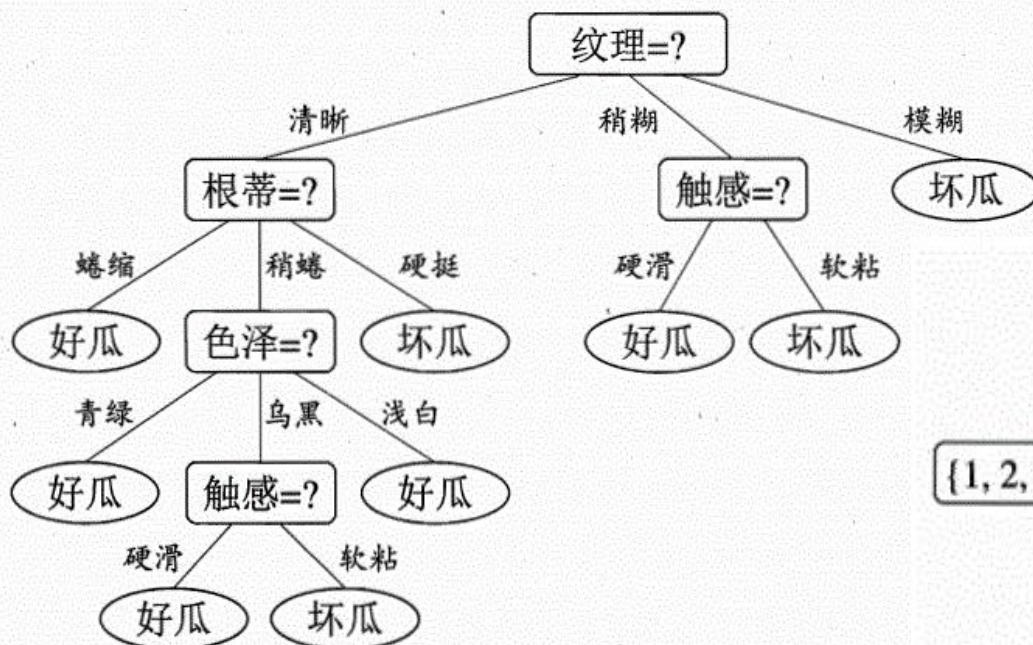 纹理=?
清晰 稍糊 模糊
根蒂=? 触感=? 坏瓜
蜷缩 稍蜷 硬挺 硬滑 软粘
好瓜 色泽=? 坏瓜 好瓜 坏瓜
青绿 乌黑 浅白
好瓜 触感=? 好瓜
{1, 2,
硬滑 软粘
好瓜 坏瓜